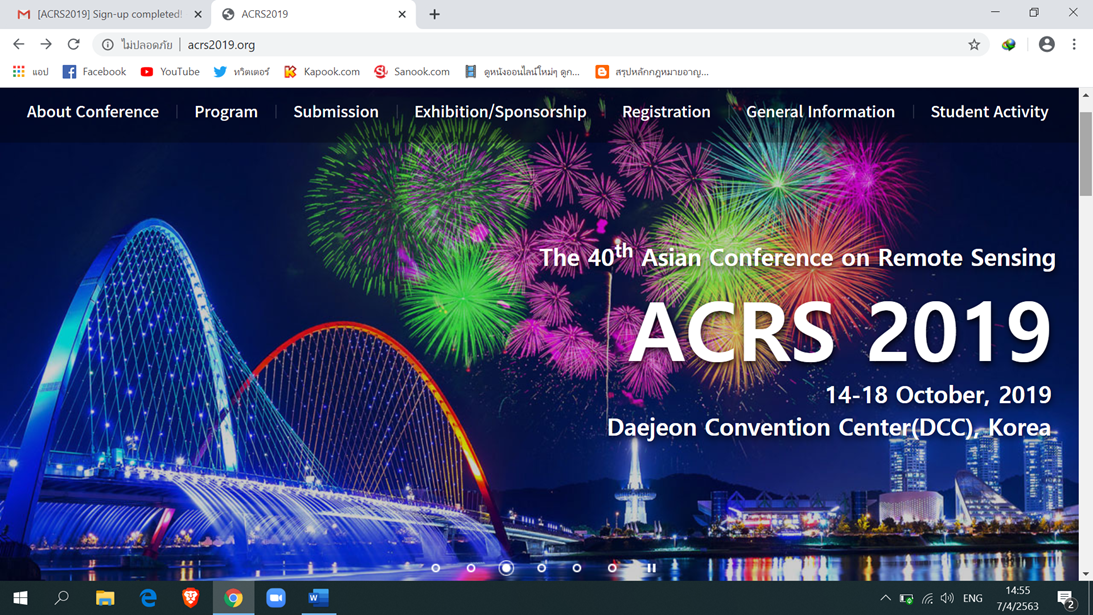 [ACRS2019] Sign-up completed!
ACRS2019
ไม่ปลอดภัย
acrs2019.org
แอป
Facebook
YouTube
ทวิตเตอร์
Kapook.com
Sanook.com
ดูหนังออนไลน์ใหม่ๆ ดูก...
สรุปหลักกฎหมายอาญ...
About Conference
Program
Submission
Exhibition/Sponsorship
Registration
General Information
Student Activity
The 40th Asian Conference on Remote Sensing
ACRS 2019
14-18 October, 2019
Daejeon Convention Center(DCC), Korea
ENG
14:55
7/4/2563
2